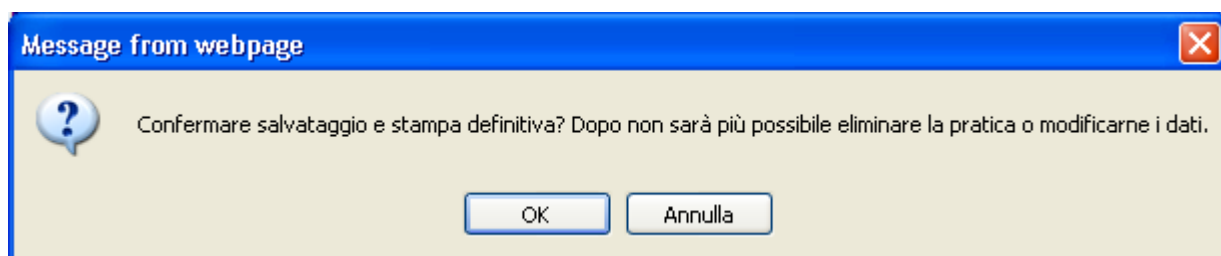 Message from webpage
Confermare salvataggio e stampa definitiva? Dopo non sarà più possibile eliminare la pratica o modificarne i dati.
OK
Annulla